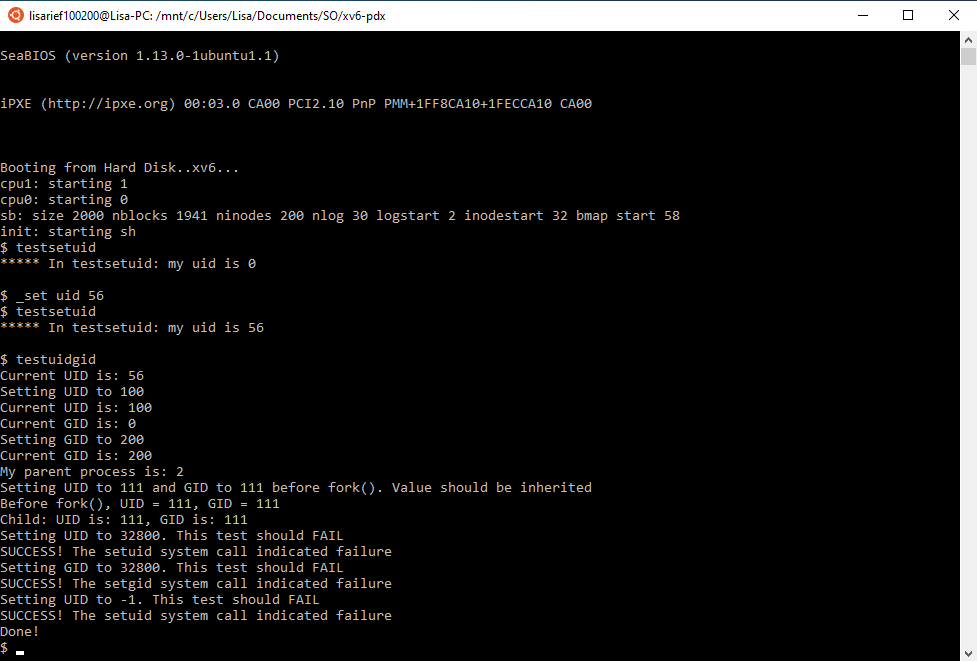 lisarief100200@Lisa-PC: /mnt/c/Users/Lisa/Documents/SO/xv6-pdx
SeaBIOS (version 1.13.0-1ubuntu1.1)
iPXE (http://ipxe.org) 00:03.0 CA00 PCI2.10 PnP PMM+1FF8CA10+1FECCA10 CA00
Booting from Hard Disk..xv6...
cpu1: starting 1
cpu0: starting 0
sb: size 2000 nblocks 1941 ninodes 200 nlog 30 logstart 2 inodestart 32 bmap start 58
init: starting sh
$ testsetuid
***** In testsetuid: my uid is 0
$ _set uid 56
$ testsetuid
***** In testsetuid: my uid is 56
$ testuidgid
Current UID is: 56
Setting UID to 100
Current UID is: 100
Current GID is: 0
Setting GID to 200
Current GID is: 200
My parent process is: 2
Setting UID to 111 and GID to 111 before fork(). Value should be inherited
Before fork(), UID = 111, GID = 111
Child: UID is: 111, GID is: 111
Setting UID to 32800. This test should FAIL
SUCCESS! The setuid system call indicated failure
Setting GID to 32800. This test should FAIL
SUCCESS! The setgid system call indicated failure
Setting UID to -1. This test should FAIL
SUCCESS! The setuid system call indicated failure
Done!
$